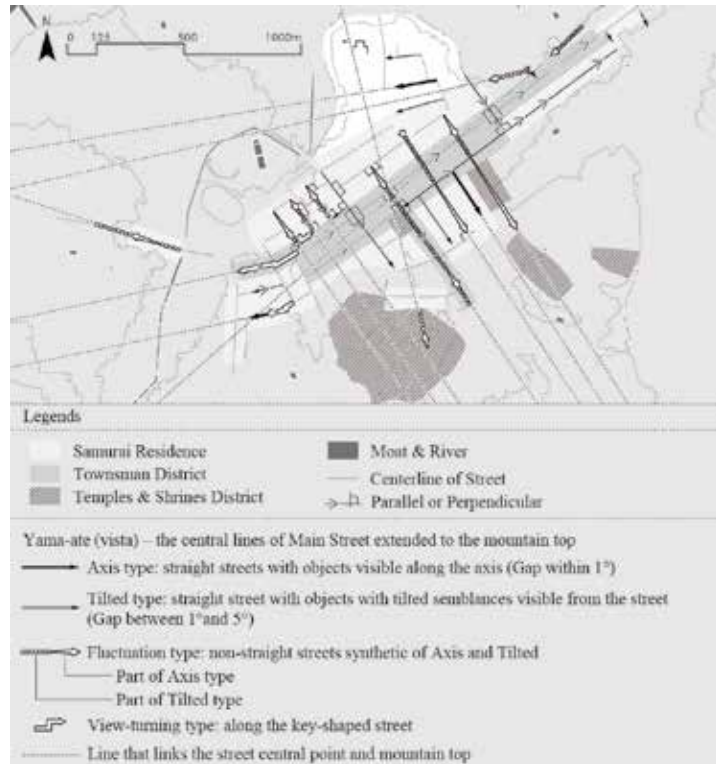 N
0 125 500 1000m
Legends
Samurai Residence
Townsman District
Temples & Shrines District
Moat & River
Centerline of Street
Parallel or Perpendicular
Yama-ate (vista) – the central lines of Main Street extended to the mountain top
Axis type: straight streets with objects visible along the axis (Gap within 1°)
Tilted type: straight street with objects with tilted semblances visible from the street
(Gap between 1°and 5°)
Fluctuation type: non-straight streets synthetic of Axis and Tilted
Part of Axis type
Part of Tilted type
View-turning type: along the key-shaped street
Line that links the street central point and mountain top